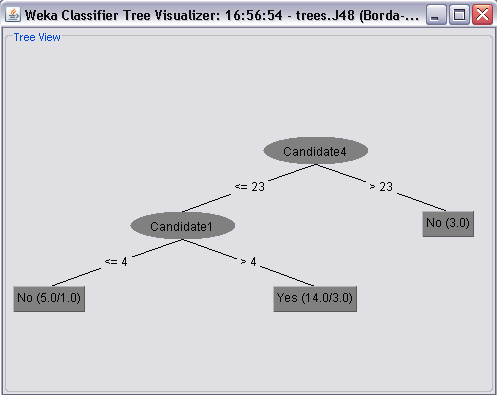 Weka Classifier Tree Visualizer: 16:56:54 - trees.J48 (Borda-...
Tree View
Candidate4
<= 23
> 23
Candidate1
No (3.0)
<= 4
> 4
No (5.0/1.0)
Yes (14.0/3.0)